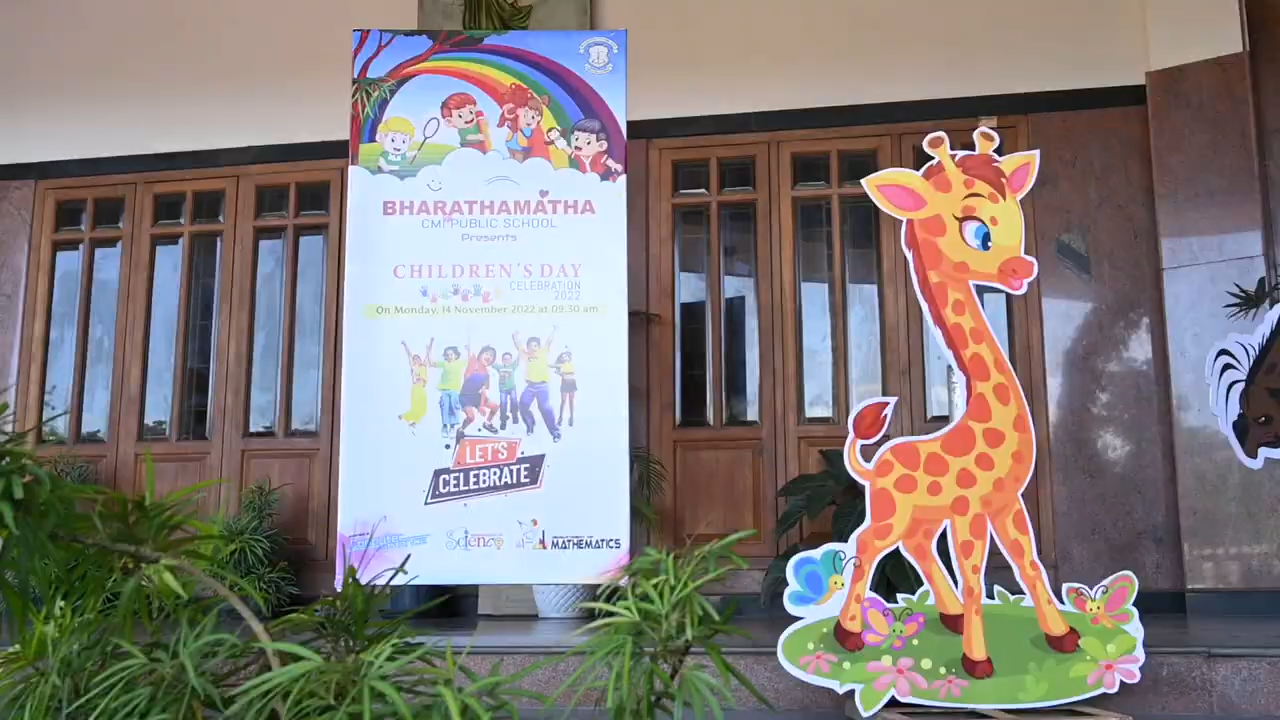 BHARATHAMATHA
CMI PUBLIC SCHOOL
Presents
CHILDREN'S DAY
CELEBRATION
2022
On Monday, 14 November 2022 at 09.30 am
LET'S
CELEBRATE
Science
MATHEMATICS